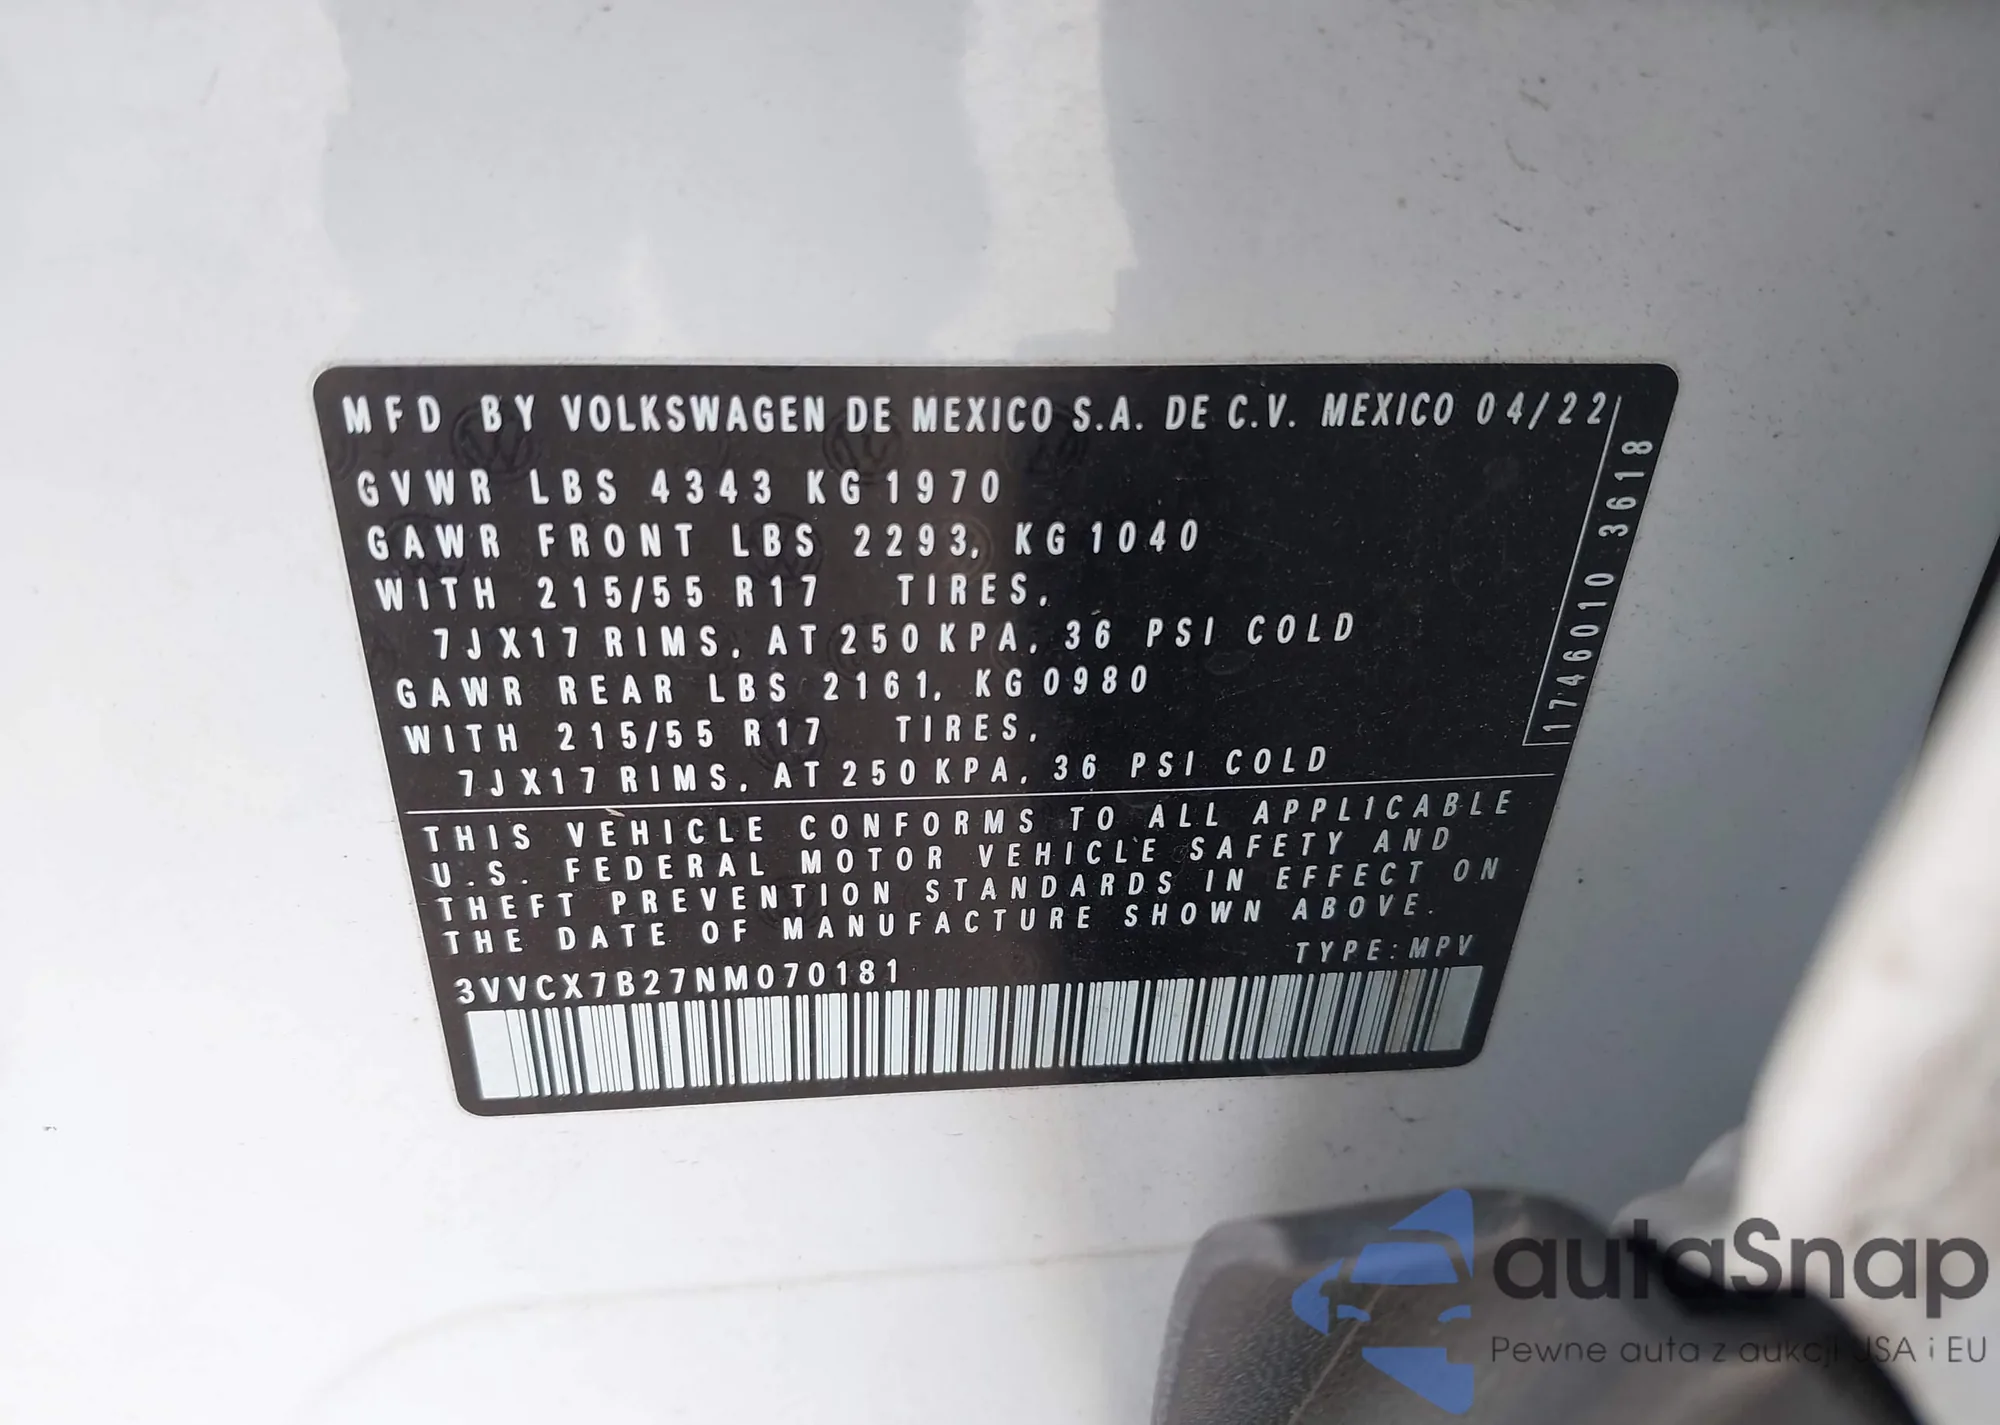 MFD BY VOLKSWAGEN DE MEXICO S.A. DE C.V. MEXICO 04/22
GVWR LBS 4343 KG 1970
GAWR FRONT LBS 2293, KG 1040
WITH 215/55 R17 TIRES,
7JX17 RIMS, AT 250 KPA, 36 PSI COLD
GAWR REAR LBS 2161, KG 0980
WITH 215/55 R17 TIRES,
7JX17 RIMS, AT 250 KPA, 36 PSI COLD
1746010 3618
THIS VEHICLE CONFORMS TO ALL APPLICABLE
U.S. FEDERAL MOTOR VEHICLE SAFETY AND
THEFT PREVENTION STANDARDS IN EFFECT ON
THE DATE OF MANUFACTURE SHOWN ABOVE.
TYPE: MPV
3VVCX7B27NM070181
autaSnap
Pewne auta z aukcji USA i EU